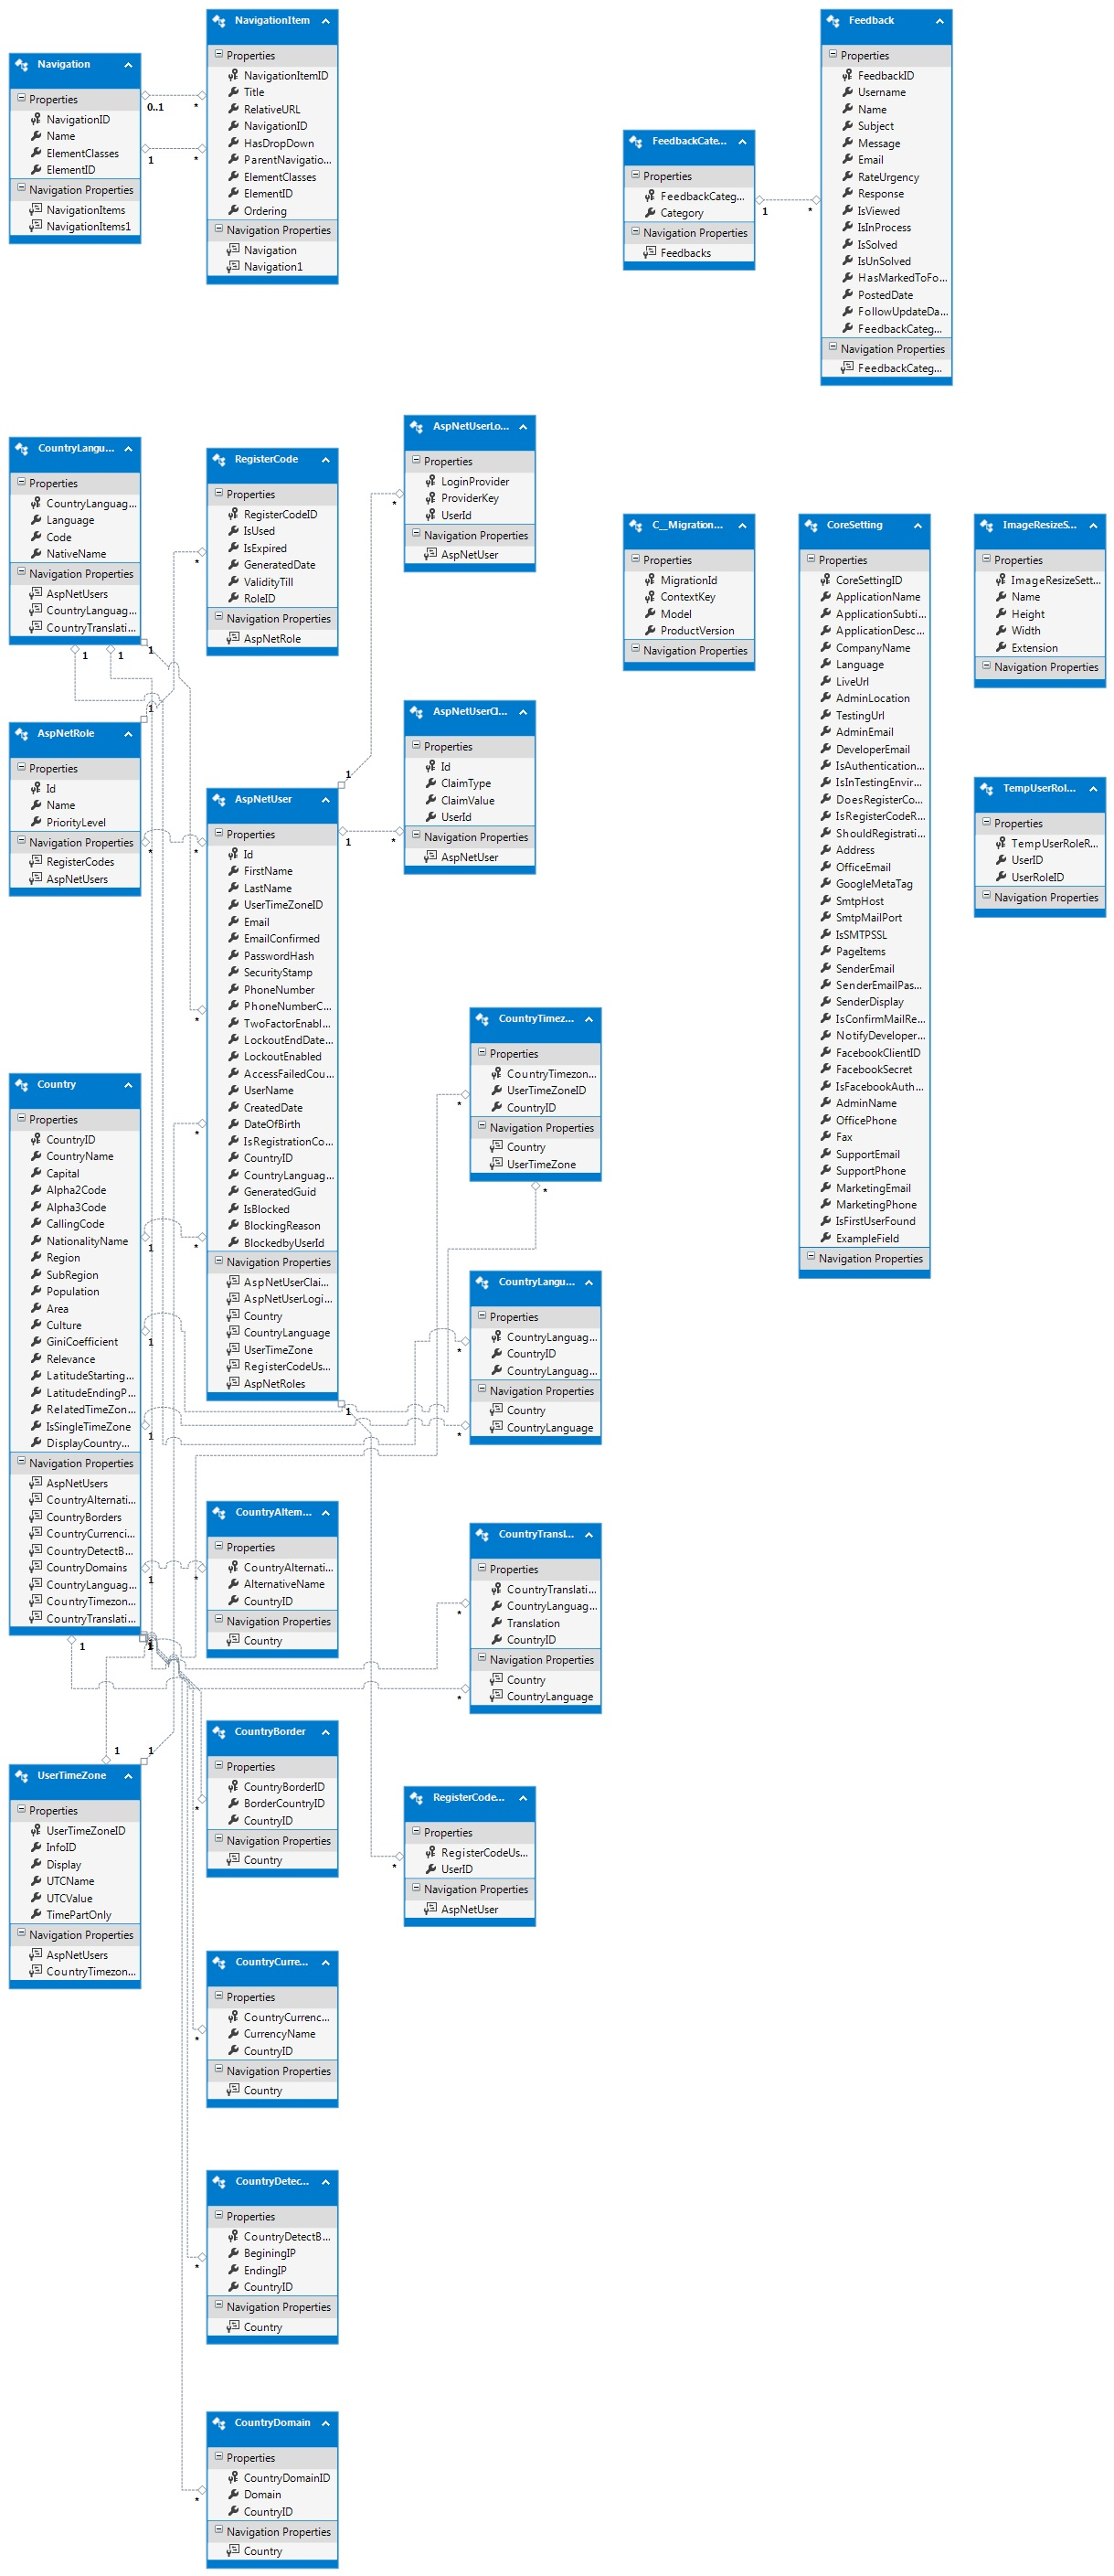 Navigation
Properties
NavigationID
Name
ElementClasses
ElementID
Navigation Properties
NavigationItems
NavigationItems1
0..1
*
1
*
NavigationItem
Properties
NavigationItemID
Title
RelativeURL
NavigationID
HasDropDown
ParentNavigatio...
ElementClasses
ElementID
Ordering
Navigation Properties
Navigation
Navigation1
FeedbackCate...
Properties
FeedbackCateg...
Category
Navigation Properties
Feedbacks
1
*
Feedback
Properties
FeedbackID
Username
Name
Subject
Message
Email
RateUrgency
Response
IsViewed
IsInProcess
IsSolved
IsUnSolved
HasMarkedToFo...
PostedDate
FollowUpdateDa...
FeedbackCateg...
Navigation Properties
FeedbackCateg...
CountryLangu...
Properties
CountryLanguag...
Language
Code
NativeName
Navigation Properties
AspNetUsers
CountryLanguag...
CountryTranslati...
1
1
1
RegisterCode
Properties
RegisterCodeID
IsUsed
IsExpired
GeneratedDate
ValidityTill
RoleID
Navigation Properties
AspNetRole
*
AspNetUserLo...
Properties
LoginProvider
ProviderKey
UserId
Navigation Properties
AspNetUser
*
C__Migration...
Properties
MigrationId
ContextKey
Model
ProductVersion
Navigation Properties
CoreSetting
Properties
CoreSettingID
ApplicationName
ApplicationSubti...
ApplicationDesc...
CompanyName
Language
LiveUrl
AdminLocation
TestingUrl
AdminEmail
DeveloperEmail
IsAuthentication...
IsInTestingEnvir...
DoesRegisterCo...
IsRegisterCodeR...
ShouldRegistrati...
Address
OfficeEmail
GoogleMetaTag
SmtpHost
SmtpMailPort
IsSMTPSSL
PageItems
SenderEmail
SenderEmailPas...
SenderDisplay
IsConfirmMailRe...
NotifyDeveloper...
FacebookClientID
FacebookSecret
IsFacebookAuth...
AdminName
OfficePhone
Fax
SupportEmail
SupportPhone
MarketingEmail
MarketingPhone
IsFirstUserFound
ExampleField
Navigation Properties
ImageResizeS...
Properties
ImageResizeSett...
Name
Height
Width
Extension
Navigation Properties
TempUserRol...
Properties
TempUserRoleR...
UserID
UserRoleID
Navigation Properties
AspNetRole
Properties
Id
Name
PriorityLevel
Navigation Properties
RegisterCodes
AspNetUsers
1
*
*
AspNetUser
Properties
Id
FirstName
LastName
UserTimeZoneID
Email
EmailConfirmed
PasswordHash
SecurityStamp
PhoneNumber
PhoneNumberC...
TwoFactorEnabl...
LockoutEndDate...
LockoutEnabled
AccessFailedCou...
UserName
CreatedDate
DateOfBirth
IsRegistrationCo...
CountryID
CountryLanguag...
GeneratedGuid
IsBlocked
BlockingReason
BlockedbyUserId
Navigation Properties
AspNetUserClai...
AspNetUserLogi...
Country
CountryLanguage
UserTimeZone
RegisterCodeUs...
AspNetRoles
1
1
*
*
*
*
1
AspNetUserCl...
Properties
Id
ClaimType
ClaimValue
UserId
Navigation Properties
AspNetUser
CountryTimez...
Properties
CountryTimezon...
UserTimeZoneID
CountryID
Navigation Properties
Country
UserTimeZone
*
*
Country
Properties
CountryID
CountryName
Capital
Alpha2Code
Alpha3Code
CallingCode
NationalityName
Region
SubRegion
Population
Area
Culture
GiniCoefficient
Relevance
LatitudeStarting...
LatitudeEndingP...
RelatedTimeZon...
IsSingleTimeZone
DisplayCountry...
Navigation Properties
AspNetUsers
CountryAlternati...
CountryBorders
CountryCurrenci...
CountryDetectB...
CountryDomains
CountryLanguag...
CountryTimezon...
CountryTranslati...
1
1
1
1
1
1
CountryLangu...
Properties
CountryLanguag...
CountryID
CountryLanguag...
Navigation Properties
Country
CountryLanguage
*
*
CountryAltern...
Properties
CountryAlternati...
AlternativeName
CountryID
Navigation Properties
Country
*
CountryTransl...
Properties
CountryTranslati...
CountryLanguag...
Translation
CountryID
Navigation Properties
Country
CountryLanguage
*
*
UserTimeZone
Properties
UserTimeZoneID
InfoID
Display
UTCName
UTCValue
TimePartOnly
Navigation Properties
AspNetUsers
CountryTimezon...
1
1
CountryBorder
Properties
CountryBorderID
BorderCountryID
CountryID
Navigation Properties
Country
*
RegisterCode...
Properties
RegisterCodeUs...
UserID
Navigation Properties
AspNetUser
*
CountryCurre...
Properties
CountryCurrenc...
CurrencyName
CountryID
Navigation Properties
Country
*
CountryDetec...
Properties
CountryDetectB...
BeginingIP
EndingIP
CountryID
Navigation Properties
Country
*
CountryDomain
Properties
CountryDomainID
Domain
CountryID
Navigation Properties
Country
*